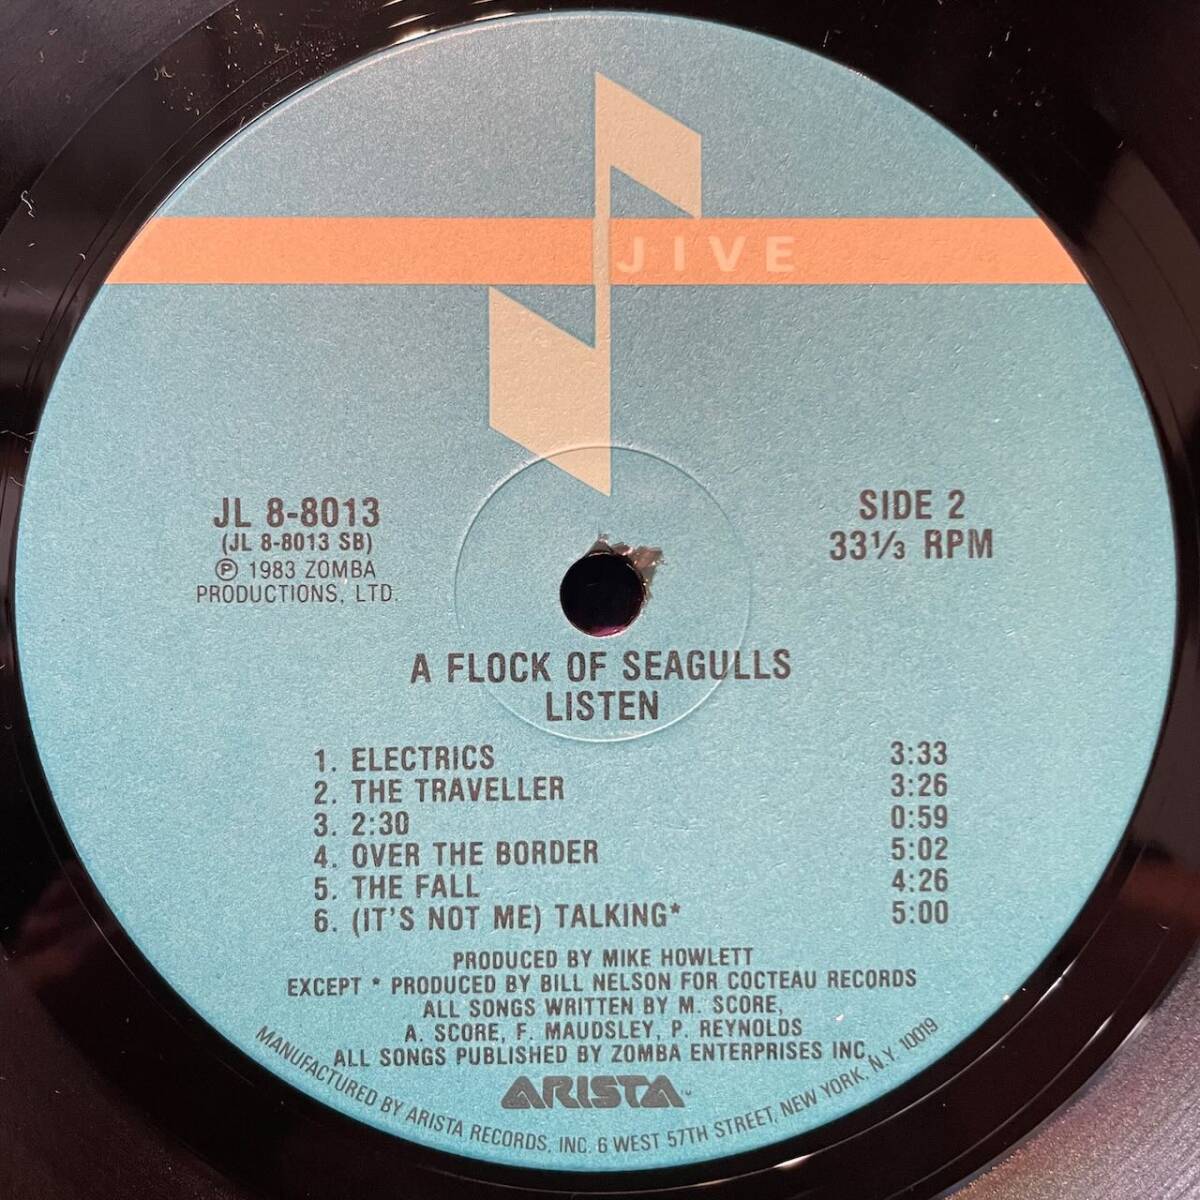 JIVE
JL 8-8013
(JL 8-8013 SB)
℗ 1983 ZOMBA
PRODUCTIONS, LTD.
SIDE 2
33⅓ RPM
A FLOCK OF SEAGULLS
LISTEN
1. ELECTRICS 3:33
2. THE TRAVELLER 3:26
3. 2:30 0:59
4. OVER THE BORDER 5:02
5. THE FALL 4:26
6. (IT'S NOT ME) TALKING* 5:00
PRODUCED BY MIKE HOWLETT
EXCEPT * PRODUCED BY BILL NELSON FOR COCTEAU RECORDS
ALL SONGS WRITTEN BY M. SCORE,
A. SCORE, F. MAUDSLEY, P. REYNOLDS
ALL SONGS PUBLISHED BY ZOMBA ENTERPRISES INC.
ARISTA™
MANUFACTURED BY ARISTA RECORDS, INC. 6 WEST 57TH STREET, NEW YORK, N.Y. 10019